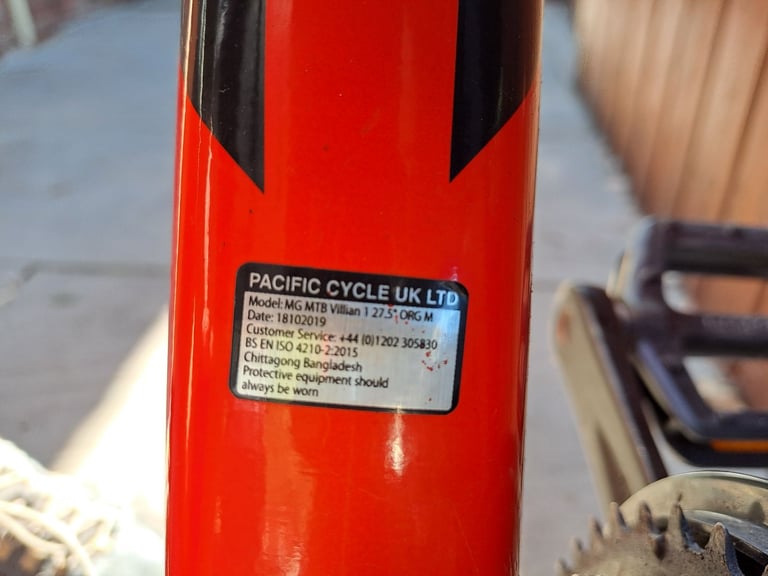 PACIFIC CYCLE UK LTD
Model: MG MTB Villian 1 27.5" ORG M
Date: 18102019
Customer Service: +44 (0)1202 305830
BS EN ISO 4210-2:2015
Chittagong Bangladesh
Protective equipment should
always be worn